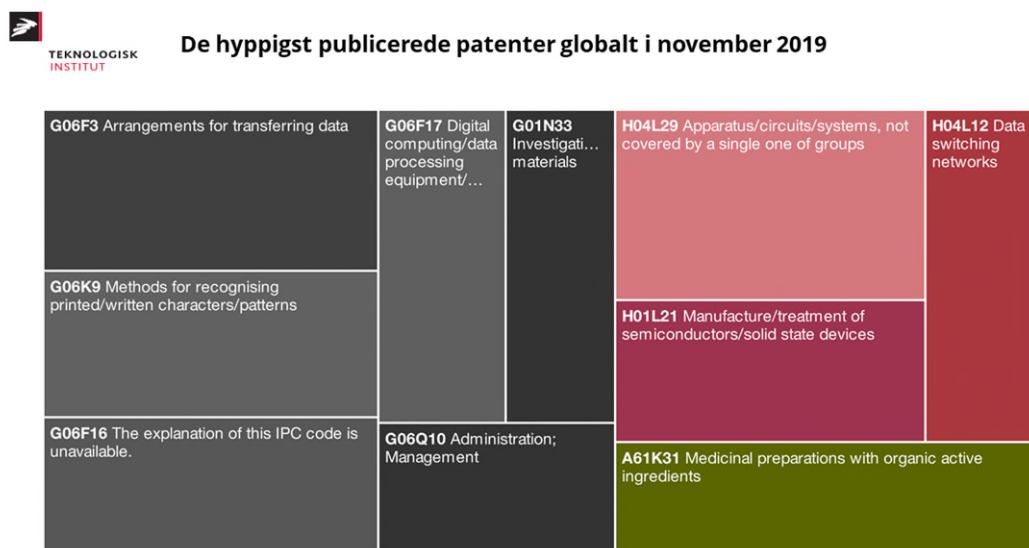 TEKNOLOGISK
INSTITUT
De hyppigst publicerede patenter globalt i november 2019
G06F3 Arrangements for transferring data
G06K9 Methods for recognising
printed/written characters/patterns
G06F16 The explanation of this IPC code is
unavailable.
G06F17 Digital
computing/data
processing
equipment/…
G01N33
Investigati…
materials
G06Q10 Administration;
Management
H04L29 Apparatus/circuits/systems, not
covered by a single one of groups
H01L21 Manufacture/treatment of
semiconductors/solid state devices
H04L12 Data
switching
networks
A61K31 Medicinal preparations with organic active
ingredients